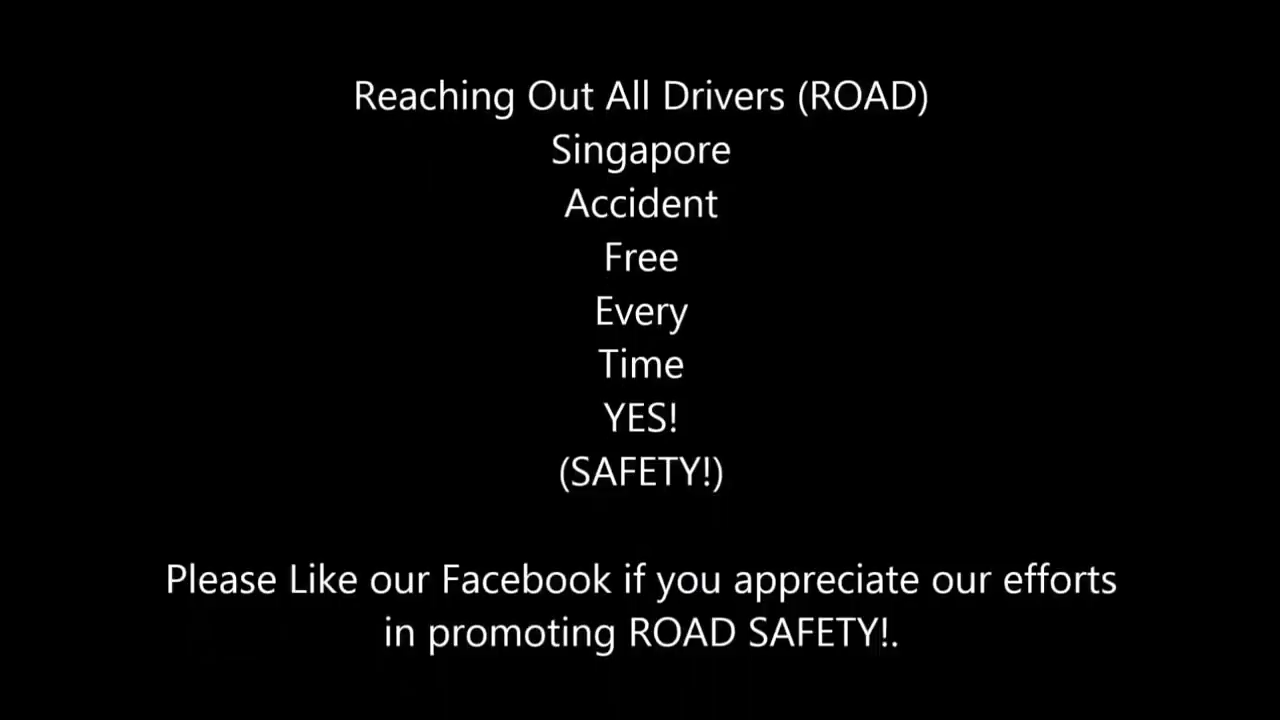 Reaching Out All Drivers (ROAD)
Singapore
Accident
Free
Every
Time
YES!
(SAFETY!)
Please Like our Facebook if you appreciate our efforts
in promoting ROAD SAFETY!.